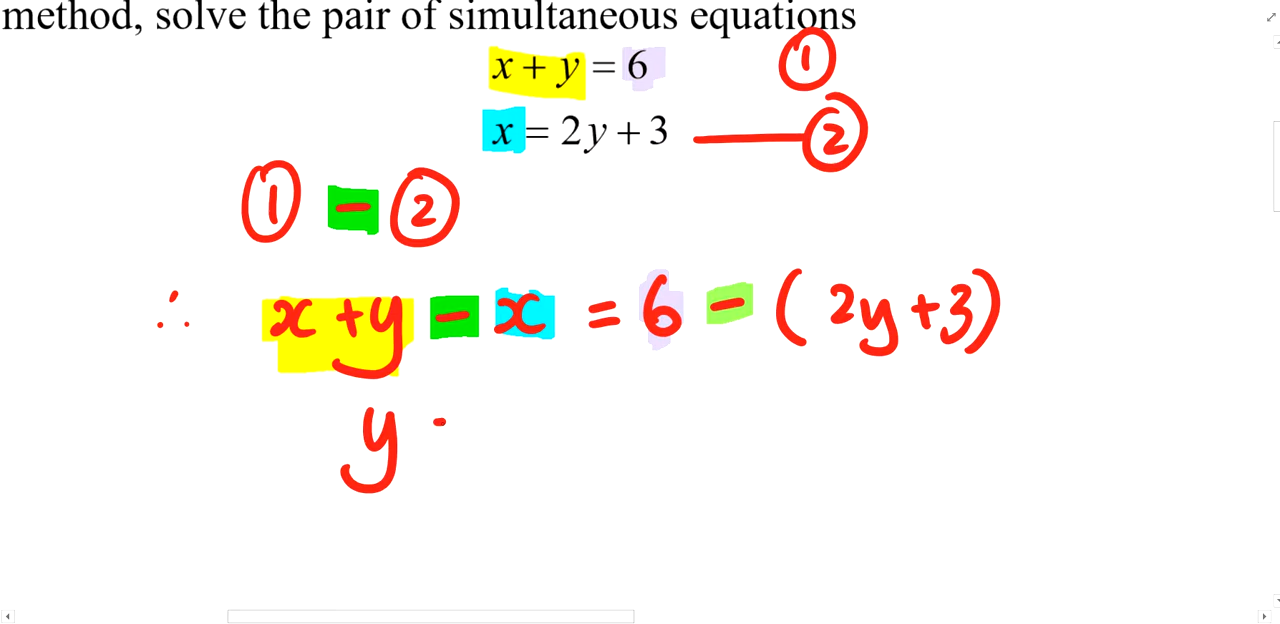 method, solve the pair of simultaneous equations
x + y = 6 ①
x = 2y + 3 —— ②
① - ②
∴ x + y - x = 6 - (2y + 3)
y -